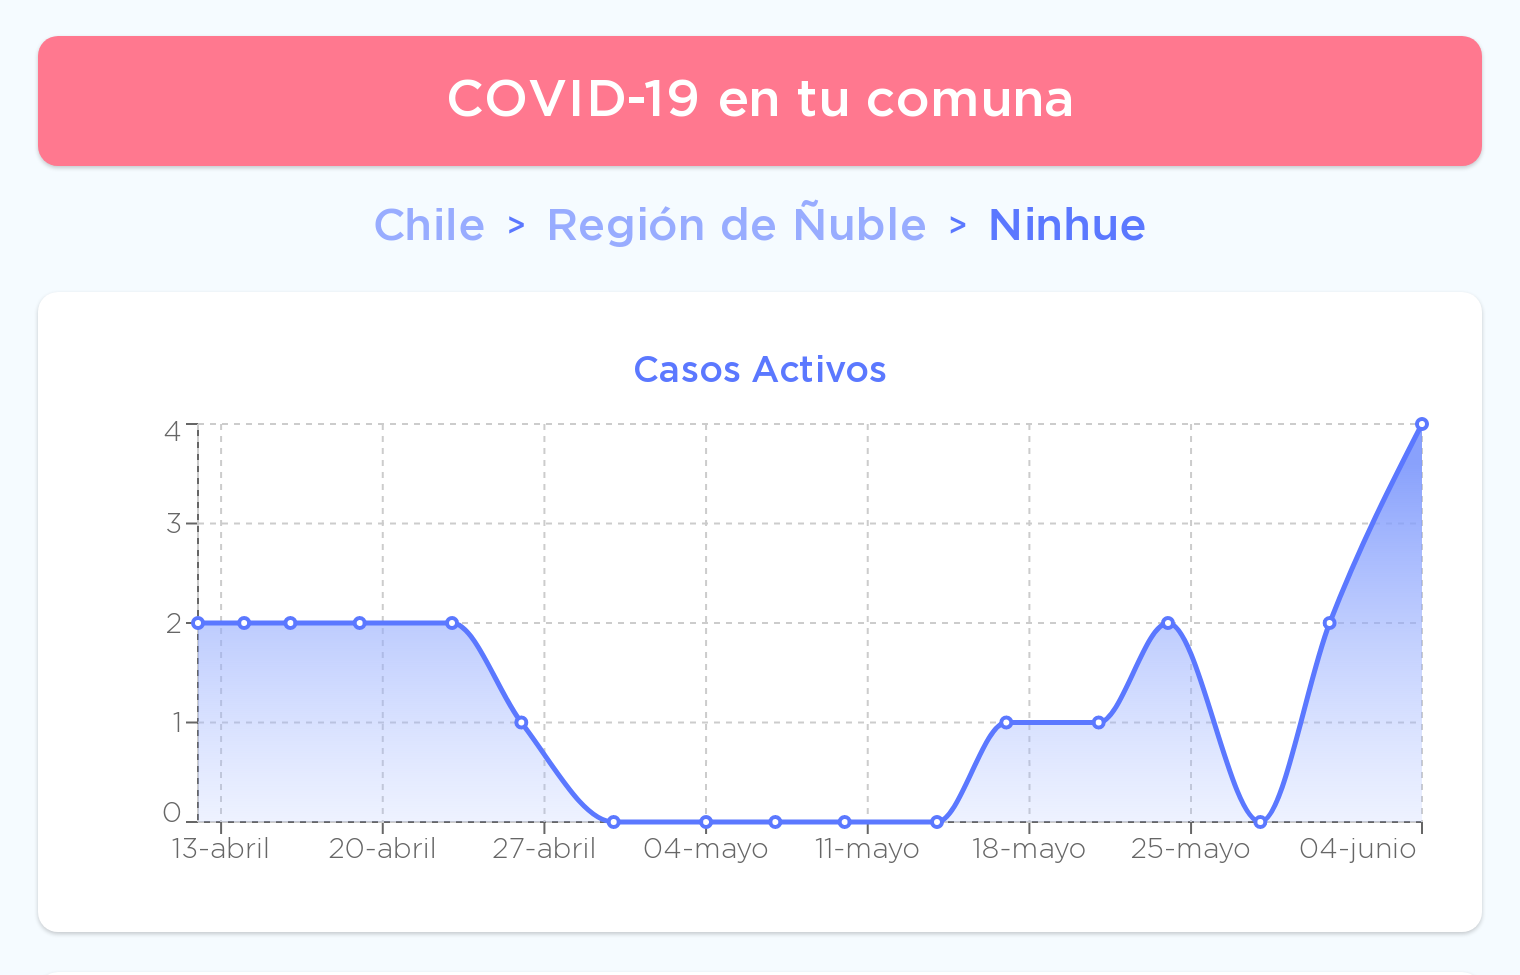 COVID-19 en tu comuna
Chile > Región de Ñuble > Ninhue
Casos Activos
4
3
2
1
0
13-abril 20-abril 27-abril 04-mayo 11-mayo 18-mayo 25-mayo 04-junio